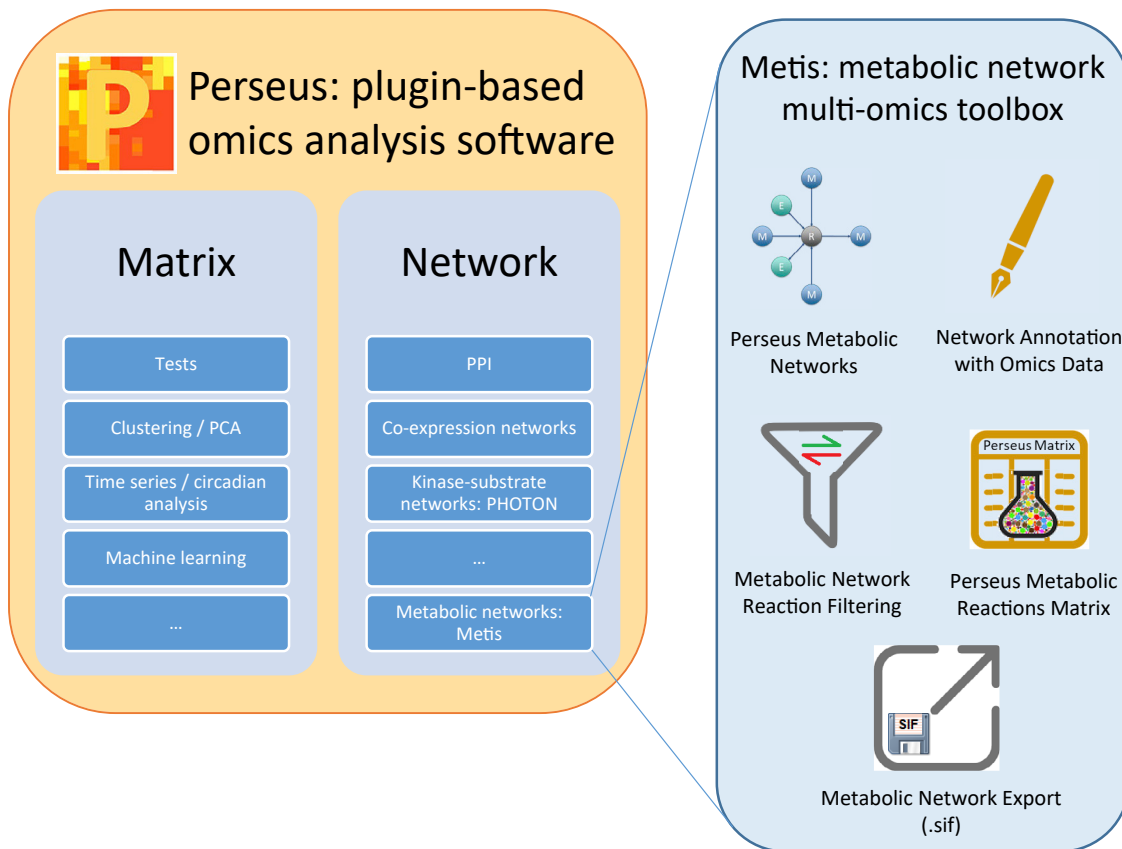 P
Perseus: plugin-based
omics analysis software
Matrix
Tests
Clustering / PCA
Time series / circadian
analysis
Machine learning
...
Network
PPI
Co-expression networks
Kinase-substrate
networks: PHOTON
...
Metabolic networks:
Metis
Metis: metabolic network
multi-omics toolbox
M
E
M
R
M
E
M
Perseus Metabolic
Networks
Network Annotation
with Omics Data
Metabolic Network
Reaction Filtering
Perseus Matrix
Perseus Metabolic
Reactions Matrix
SIF
Metabolic Network Export
(.sif)